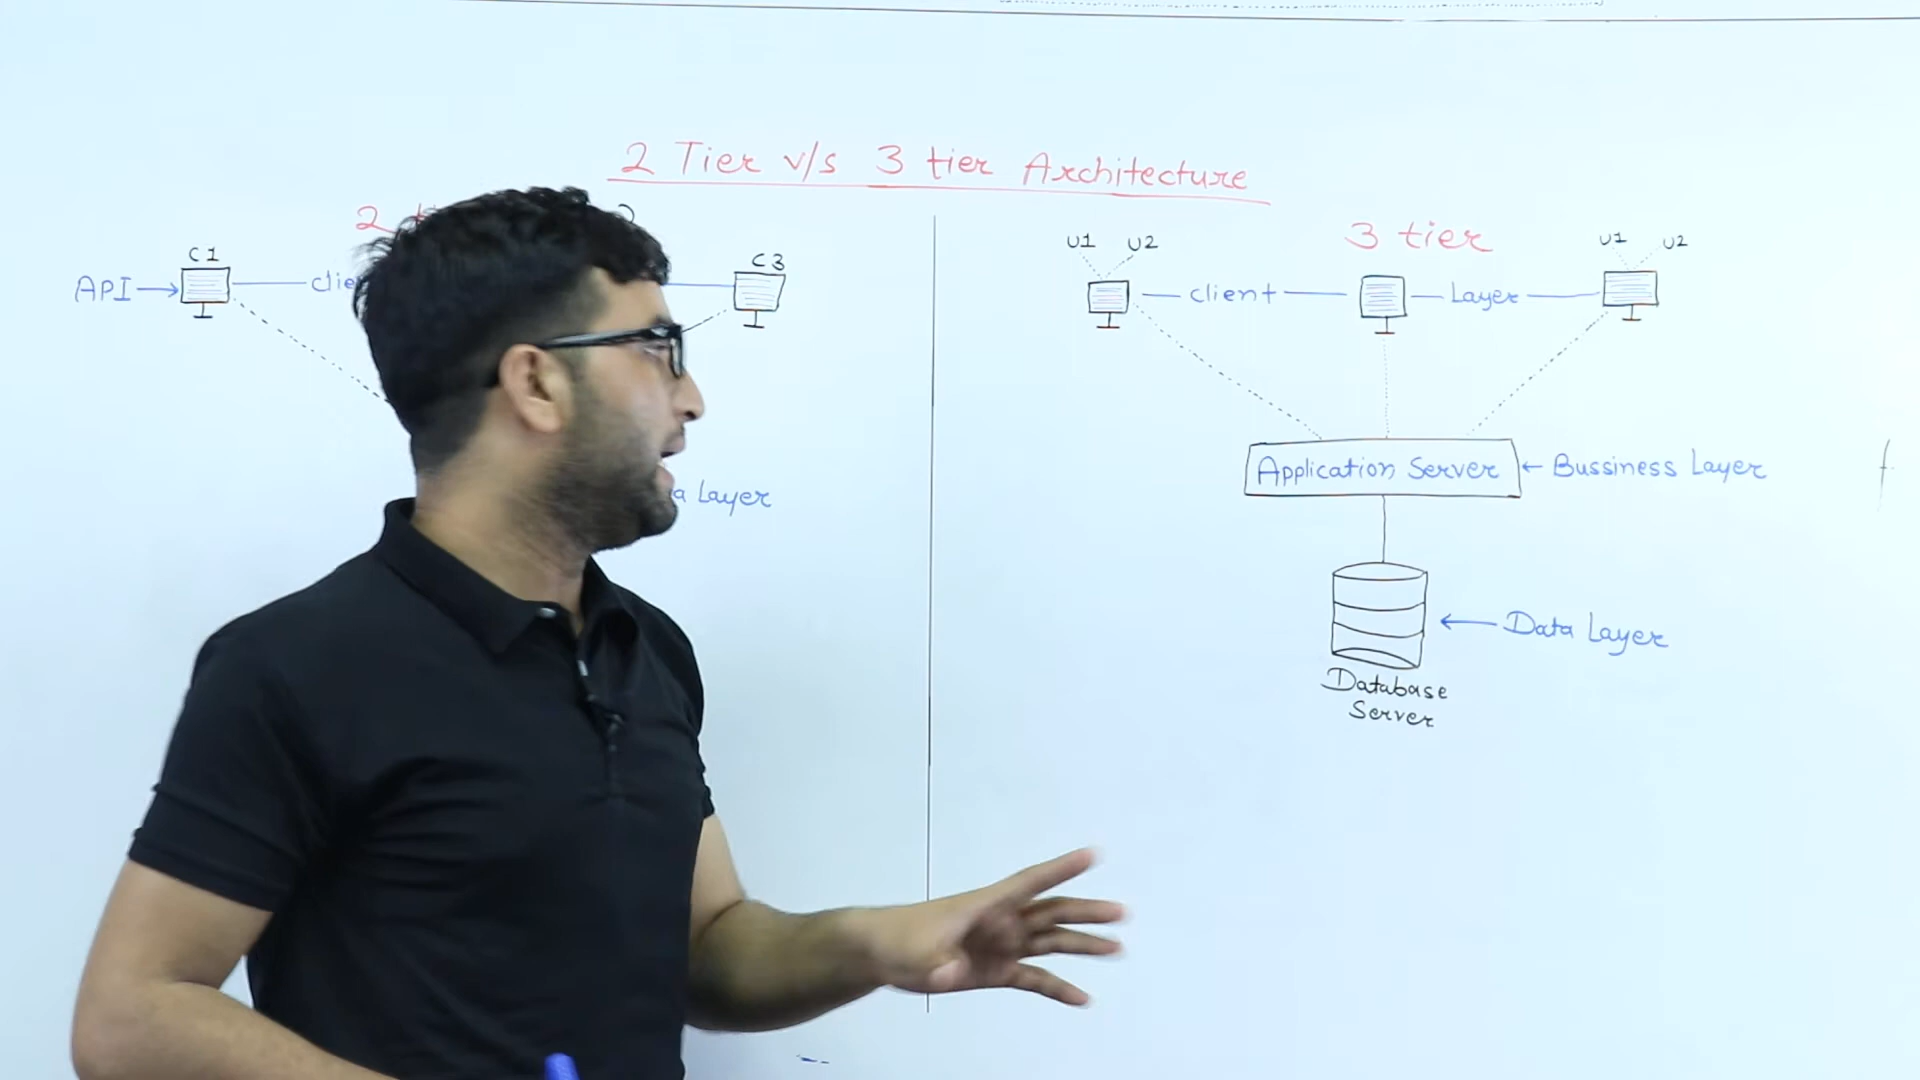 2 Tier v/s 3 tier Architecture
2
C1
C3
API
a Layer
3 tier
U1 U2
U1 U2
client
Layer
Application Server
Bussiness Layer
Data Layer
Database
Server